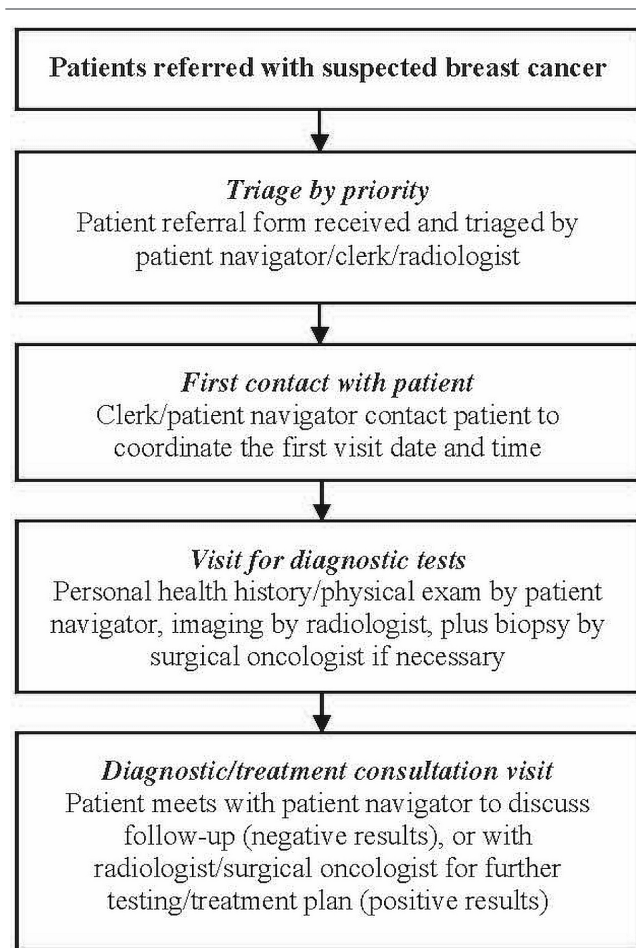 Patients referred with suspected breast cancer
Triage by priority
Patient referral form received and triaged by
patient navigator/clerk/radiologist
First contact with patient
Clerk/patient navigator contact patient to
coordinate the first visit date and time
Visit for diagnostic tests
Personal health history/physical exam by patient
navigator, imaging by radiologist, plus biopsy by
surgical oncologist if necessary
Diagnostic/treatment consultation visit
Patient meets with patient navigator to discuss
follow-up (negative results), or with
radiologist/surgical oncologist for further
testing/treatment plan (positive results)